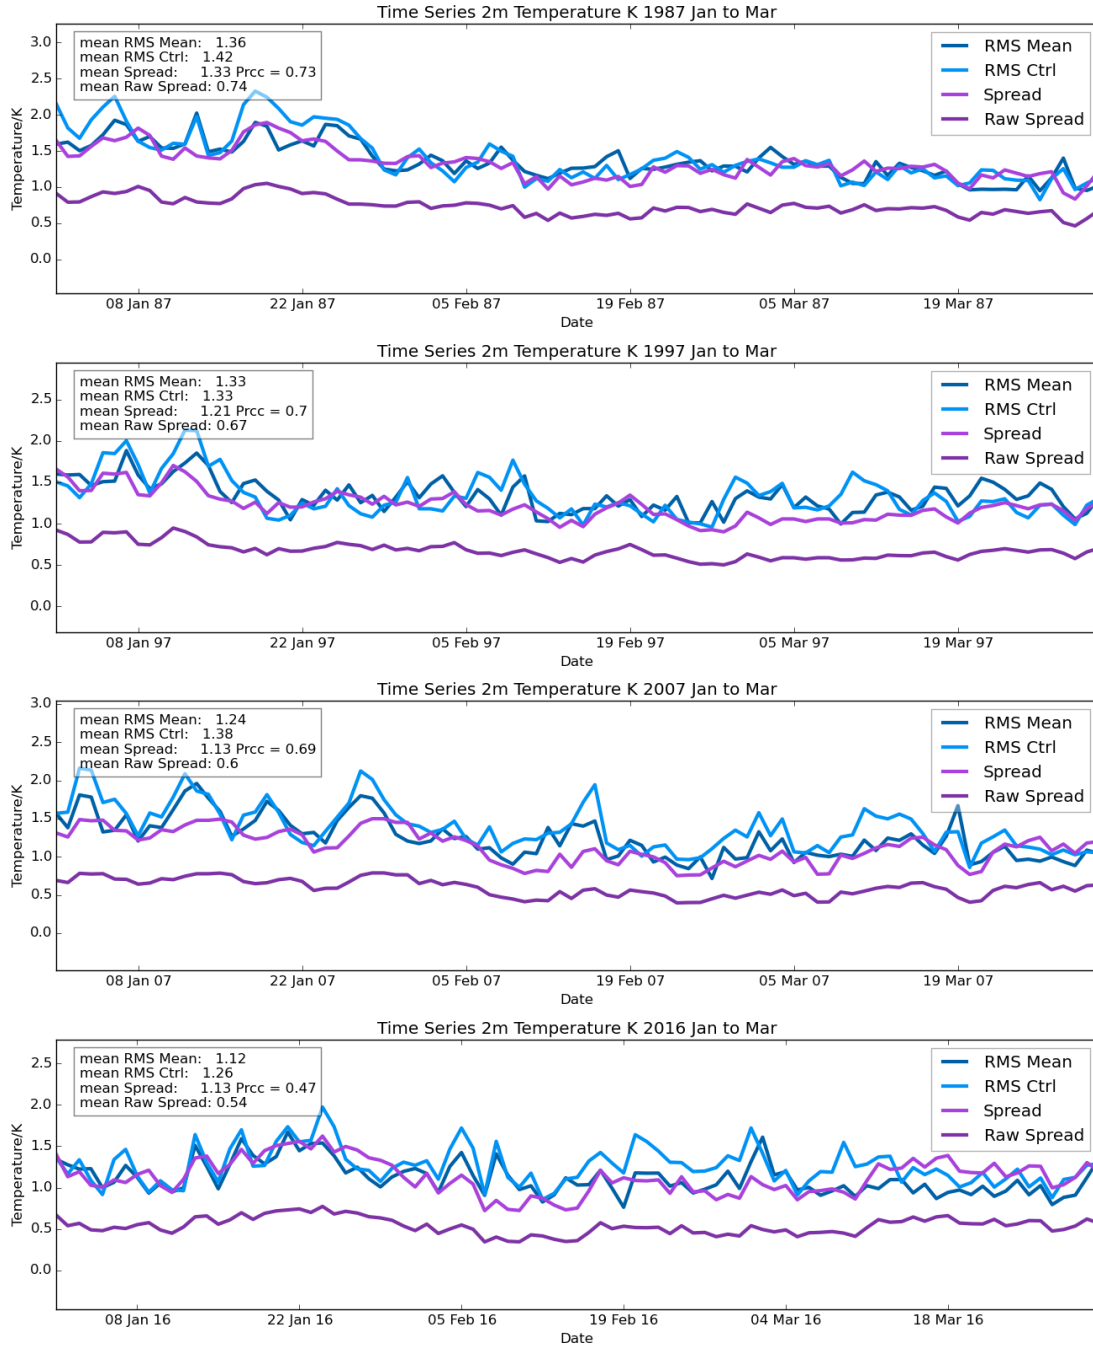 Time Series 2m Temperature K 1987 Jan to Mar
3.0
2.5
2.0
1.5
1.0
0.5
0.0
Temperature/K
mean RMS Mean: 1.36
mean RMS Ctrl: 1.42
mean Spread: 1.33 Prcc = 0.73
mean Raw Spread: 0.74
RMS Mean
RMS Ctrl
Spread
Raw Spread
08 Jan 87
22 Jan 87
05 Feb 87
19 Feb 87
05 Mar 87
19 Mar 87
Date
Time Series 2m Temperature K 1997 Jan to Mar
2.5
2.0
1.5
1.0
0.5
0.0
Temperature/K
mean RMS Mean: 1.33
mean RMS Ctrl: 1.33
mean Spread: 1.21 Prcc = 0.7
mean Raw Spread: 0.67
RMS Mean
RMS Ctrl
Spread
Raw Spread
08 Jan 97
22 Jan 97
05 Feb 97
19 Feb 97
05 Mar 97
19 Mar 97
Date
Time Series 2m Temperature K 2007 Jan to Mar
3.0
2.5
2.0
1.5
1.0
0.5
0.0
Temperature/K
mean RMS Mean: 1.24
mean RMS Ctrl: 1.38
mean Spread: 1.13 Prcc = 0.69
mean Raw Spread: 0.6
RMS Mean
RMS Ctrl
Spread
Raw Spread
08 Jan 07
22 Jan 07
05 Feb 07
19 Feb 07
05 Mar 07
19 Mar 07
Date
Time Series 2m Temperature K 2016 Jan to Mar
2.5
2.0
1.5
1.0
0.5
0.0
Temperature/K
mean RMS Mean: 1.12
mean RMS Ctrl: 1.26
mean Spread: 1.13 Prcc = 0.47
mean Raw Spread: 0.54
RMS Mean
RMS Ctrl
Spread
Raw Spread
08 Jan 16
22 Jan 16
05 Feb 16
19 Feb 16
04 Mar 16
18 Mar 16
Date